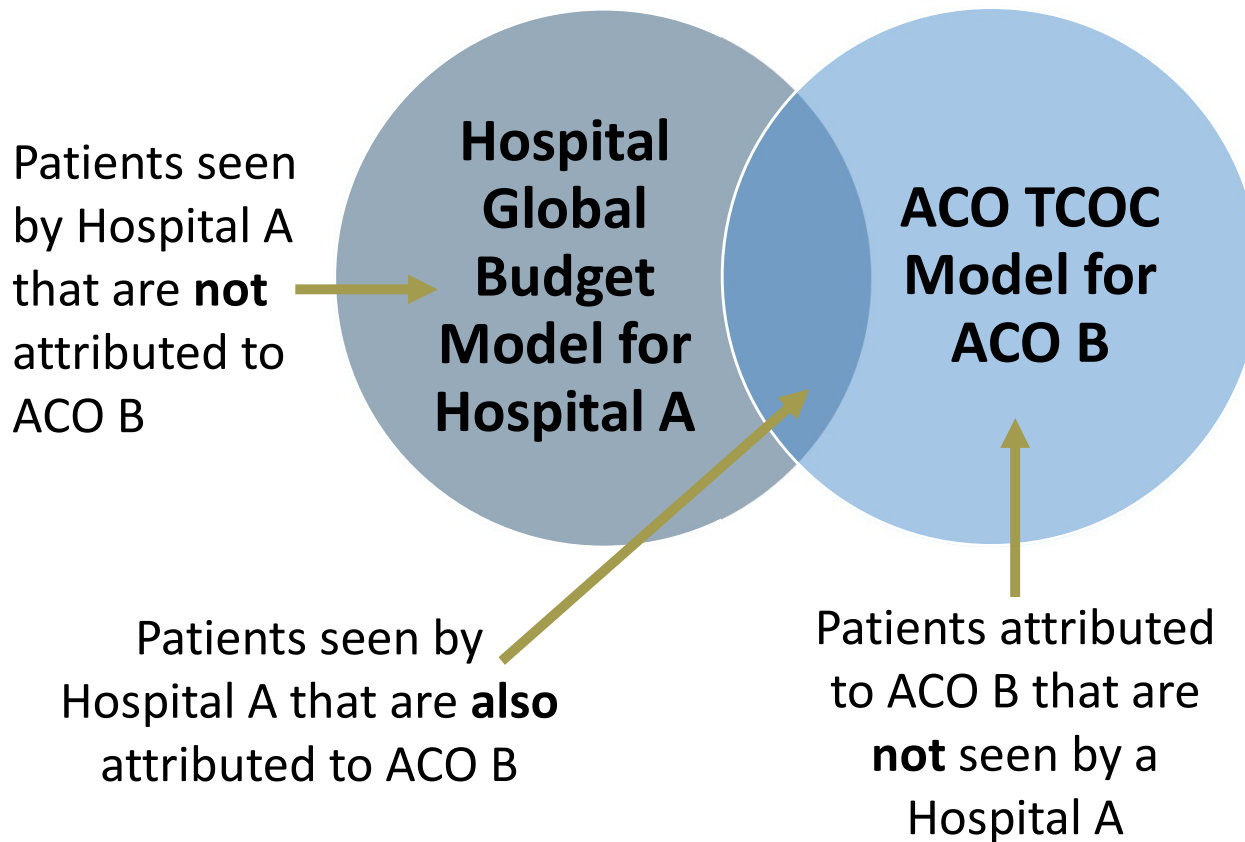 Patients seen
by Hospital A
that are not
attributed to
ACO B
Hospital
Global
Budget
Model for
Hospital A
ACO TCOC
Model for
ACO B
Patients seen by
Hospital A that are also
attributed to ACO B
Patients attributed
to ACO B that are
not seen by a
Hospital A